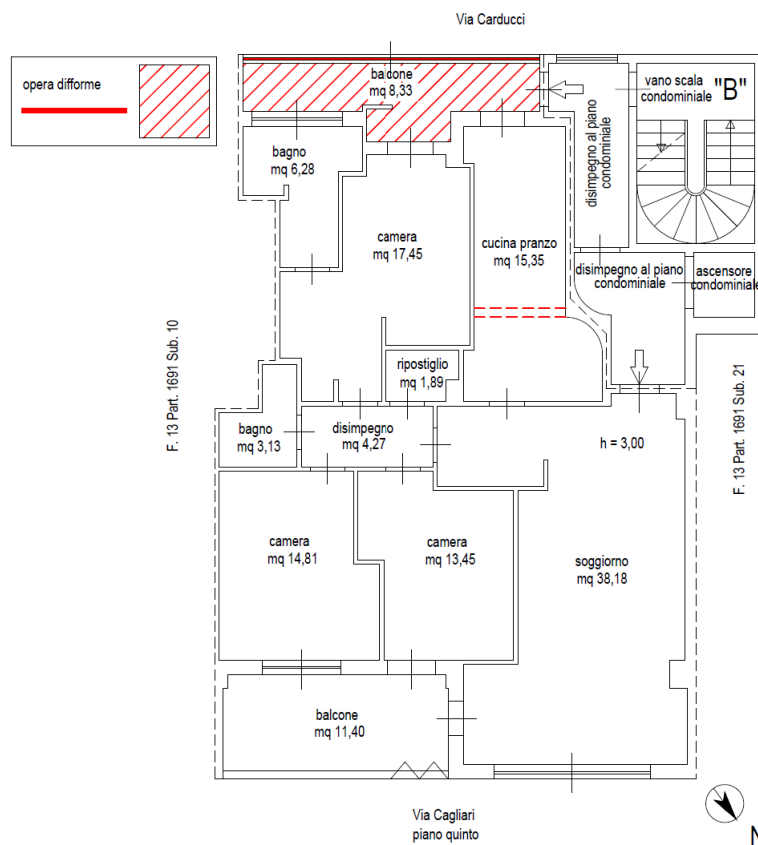 Via Carducci
opera difforme
balcone
mq 8,33
vano scala
condominiale
"B"
disimpegno al piano
condominiale
bagno
mq 6,28
camera
mq 17,45
cucina pranzo
mq 15,35
disimpegno al piano
condominiale
ascensore
condominiale
F. 13 Part. 1691 Sub. 10
ripostiglio
mq 1,89
F. 13 Part. 1691 Sub. 21
bagno
mq 3,13
disimpegno
mq 4,27
h = 3,00
camera
mq 14,81
camera
mq 13,45
soggiorno
mq 38,18
balcone
mq 11,40
Via Cagliari
piano quinto
N